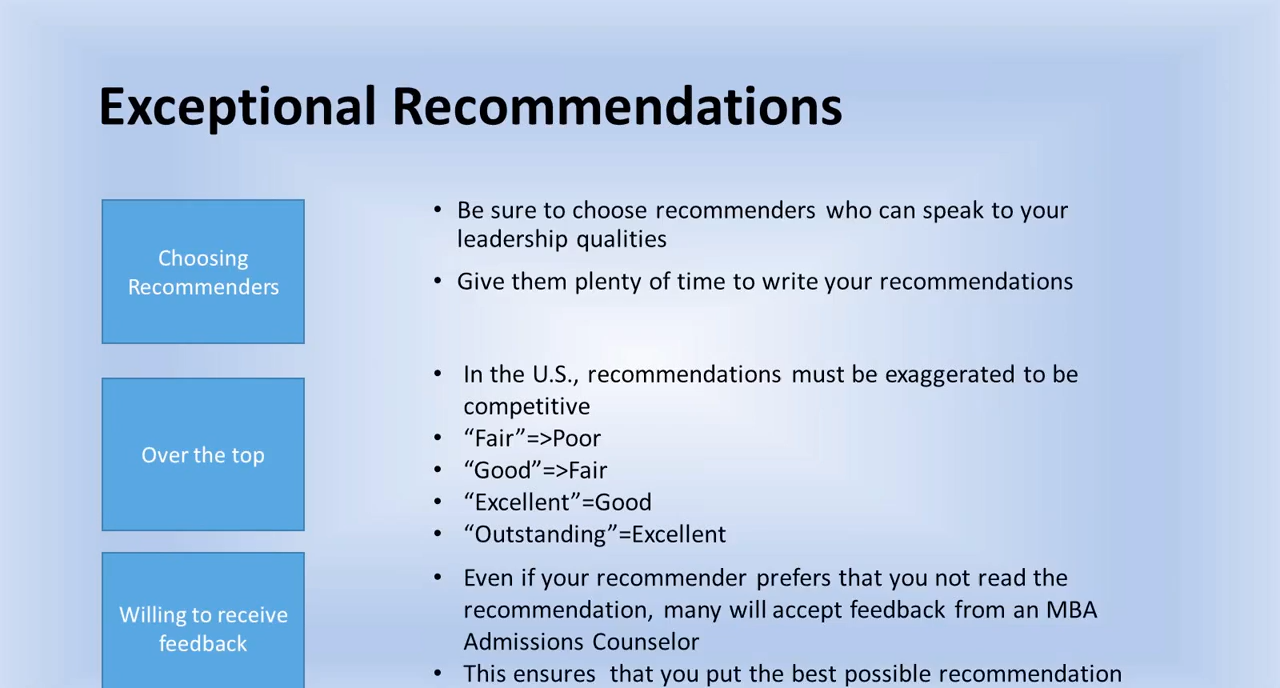 Exceptional Recommendations
Choosing
Recommenders
• Be sure to choose recommenders who can speak to your
leadership qualities
• Give them plenty of time to write your recommendations
Over the top
• In the U.S., recommendations must be exaggerated to be
competitive
• “Fair”=>Poor
• “Good”=>Fair
• “Excellent”=Good
• “Outstanding”=Excellent
Willing to receive
feedback
• Even if your recommender prefers that you not read the
recommendation, many will accept feedback from an MBA
Admissions Counselor
• This ensures that you put the best possible recommendation